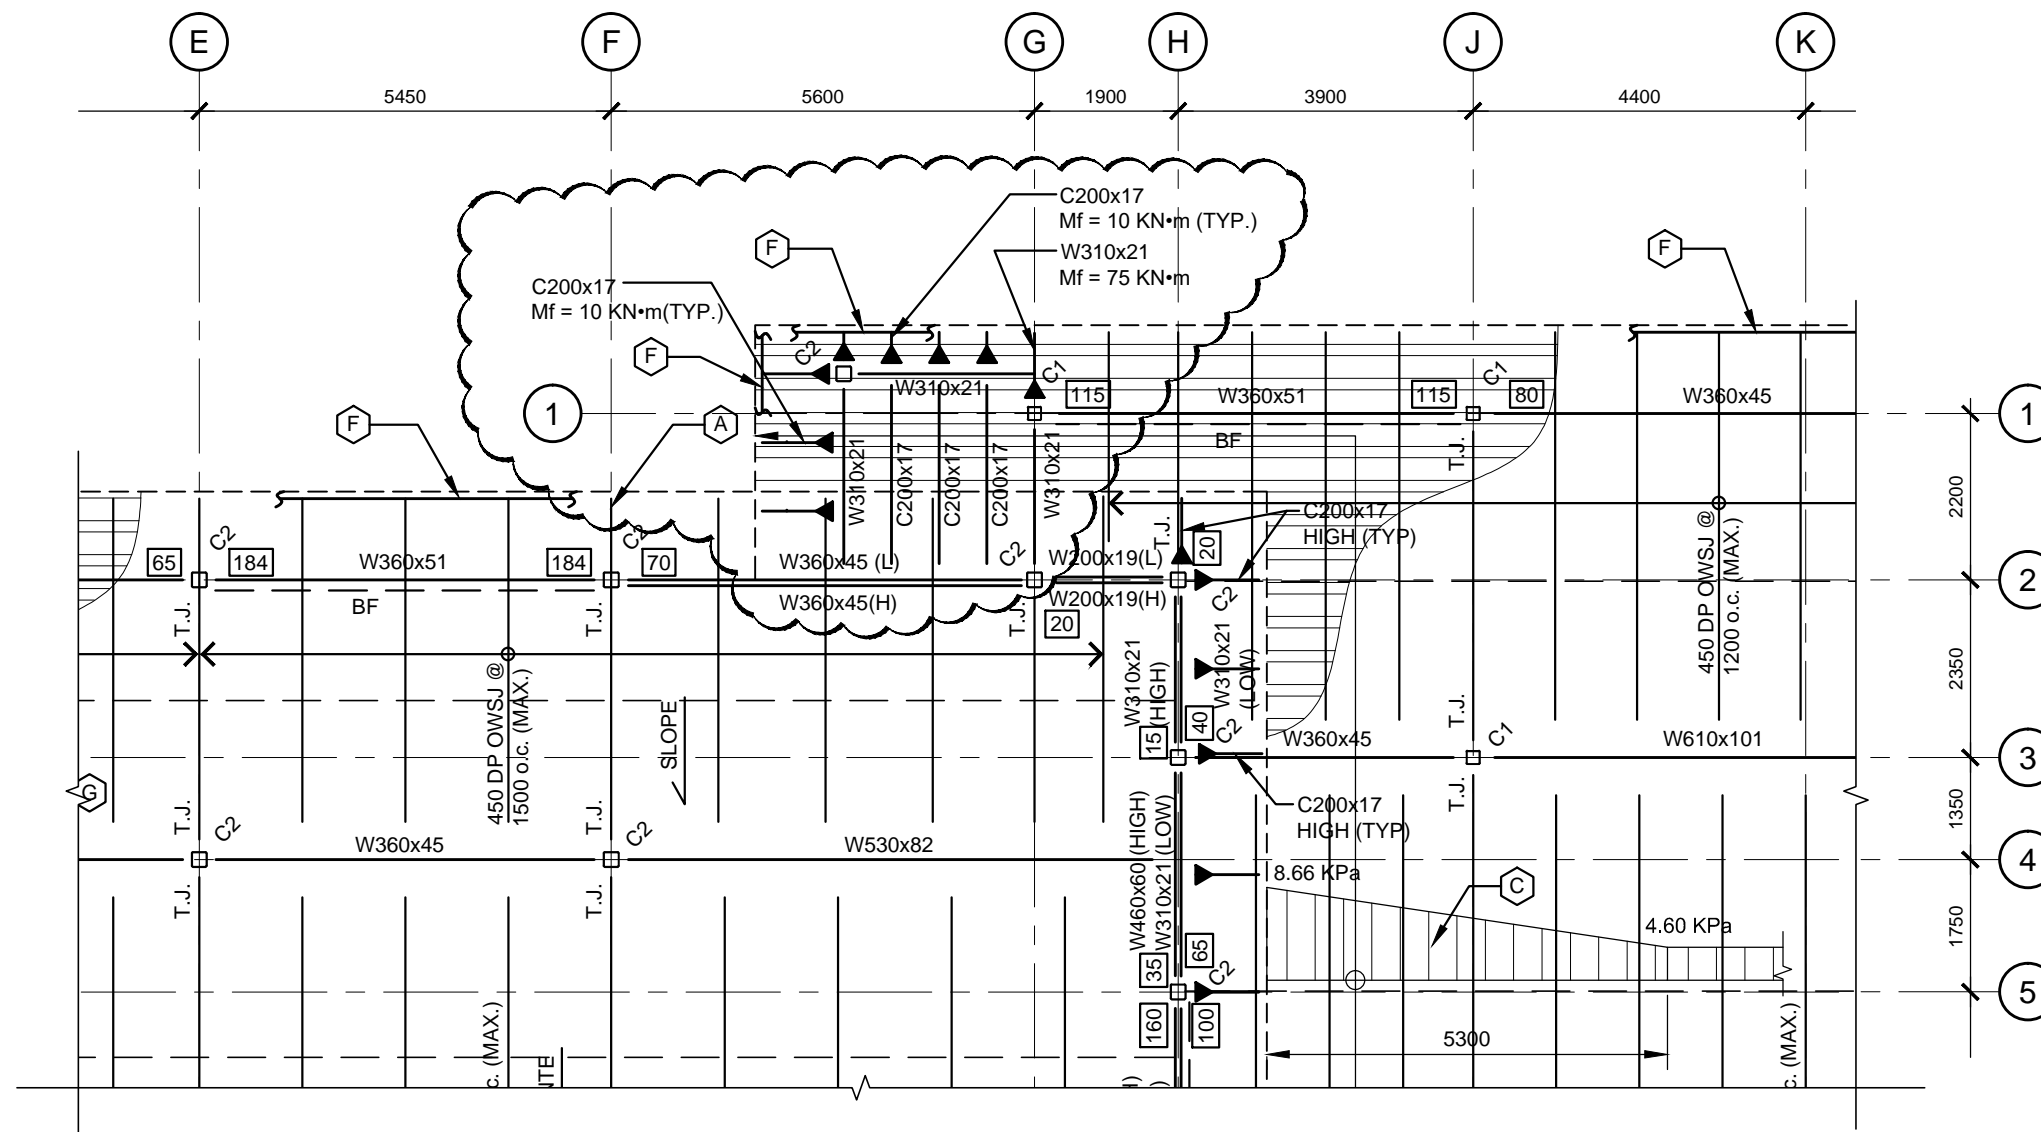 E F G H J K
5450 5600 1900 3900 4400
C200x17
Mf = 10 KN•m (TYP.)
W310x21
Mf = 75 KN•m
F
F
C200x17
Mf = 10 KN•m(TYP.)
F
C2
W310x21
C1
115
W360x51
115
C1
80
W360x45
1
1
F
A
BF
T.J.
W310x21
C200x17
C200x17
C200x17
W310x21
2200
C200x17
HIGH (TYP)
T.J.
20
450 DP OWSJ @
1200 o.c. (MAX.)
65
C2
184
W360x51
184
C2
70
W360x45 (L)
C2
W200x19(L)
2
BF
W360x45(H)
W200x19(H)
C2
T.J.
T.J.
T.J.
20
W310x21
(HIGH)
W310x21
(LOW)
2350
450 DP OWSJ @
1500 o.c. (MAX.)
SLOPE
T.J.
15
40
C2
W360x45
C1
W610x101
3
G
T.J.
T.J.
T.J.
C200x17
HIGH (TYP)
1350
C2
W360x45
C2
W530x82
W460x60 (HIGH)
W310x21 (LOW)
4
T.J.
T.J.
8.66 KPa
C
4.60 KPa
1750
35
65
C2
5
160
100
5300
c. (MAX.)
c. (MAX.)